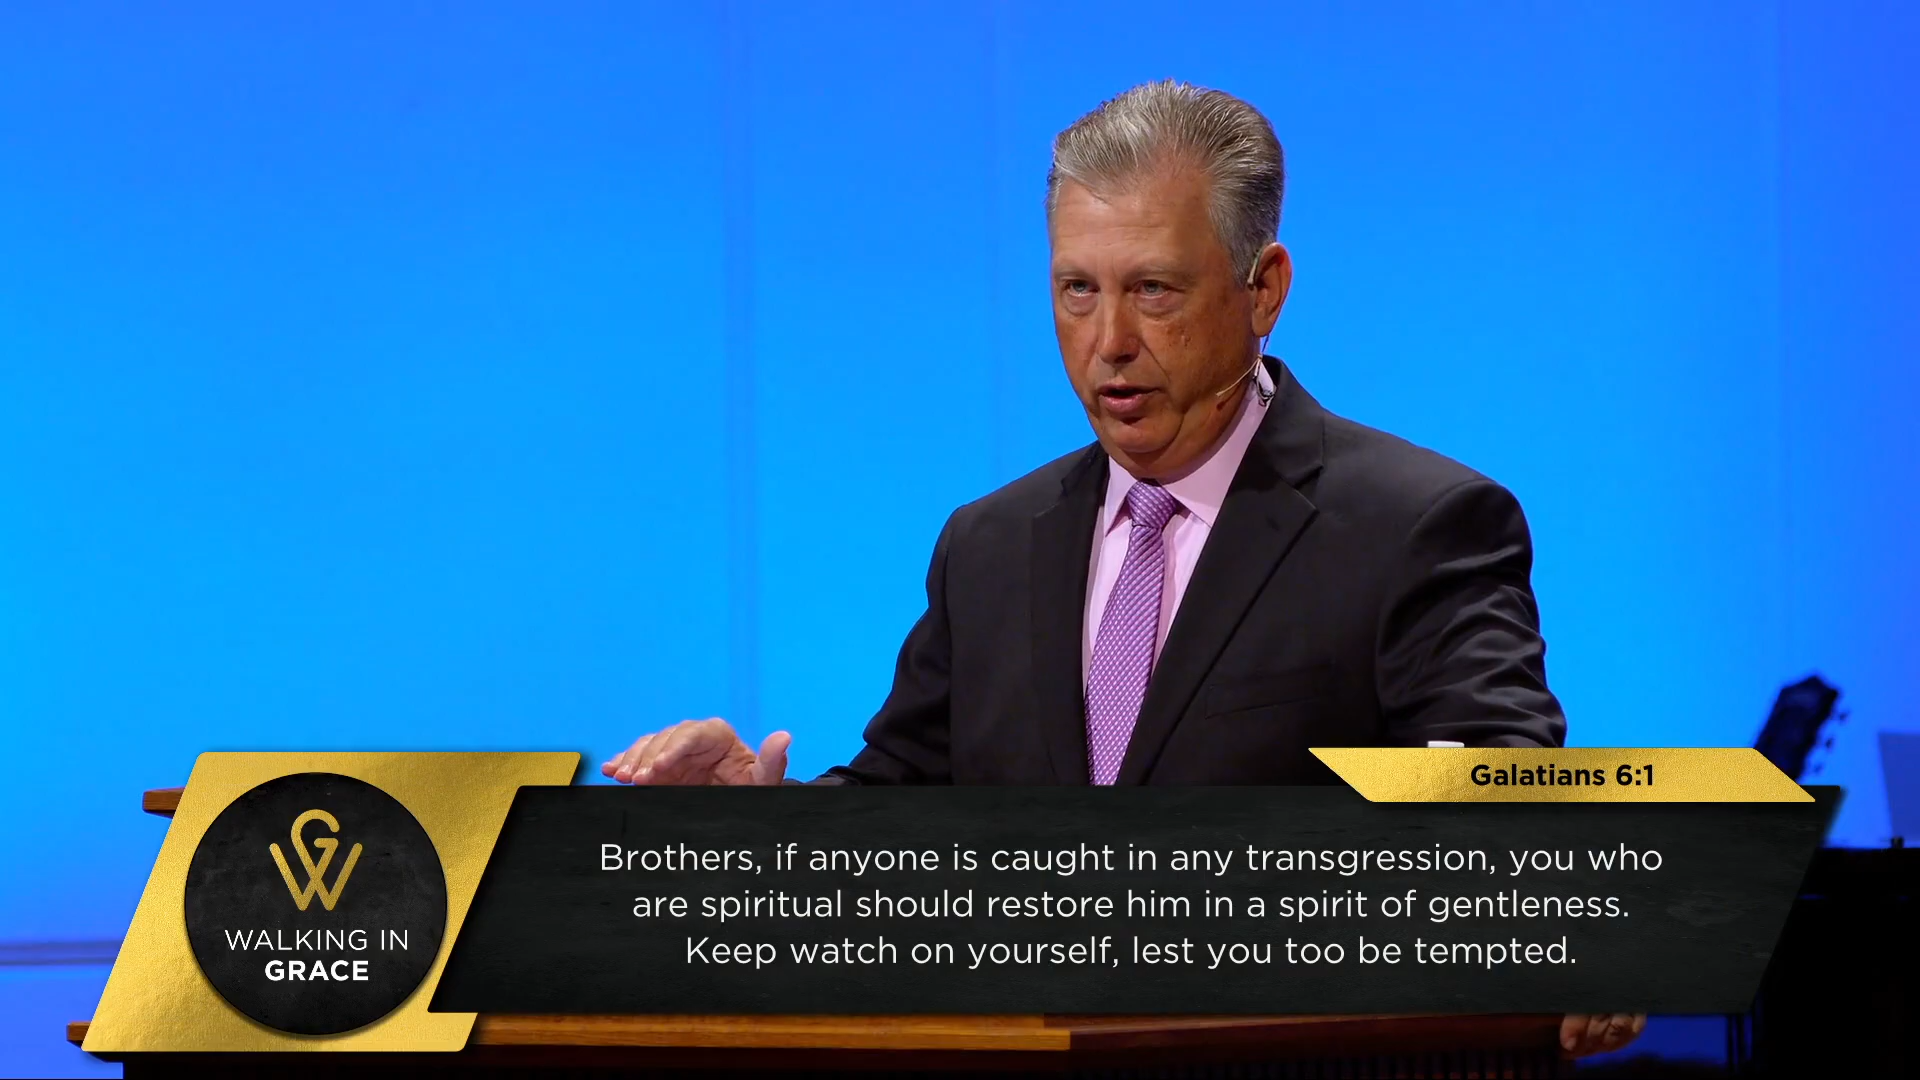 Galatians 6:1
Brothers, if anyone is caught in any transgression, you who
are spiritual should restore him in a spirit of gentleness.
Keep watch on yourself, lest you too be tempted.
GW
WALKING IN
GRACE